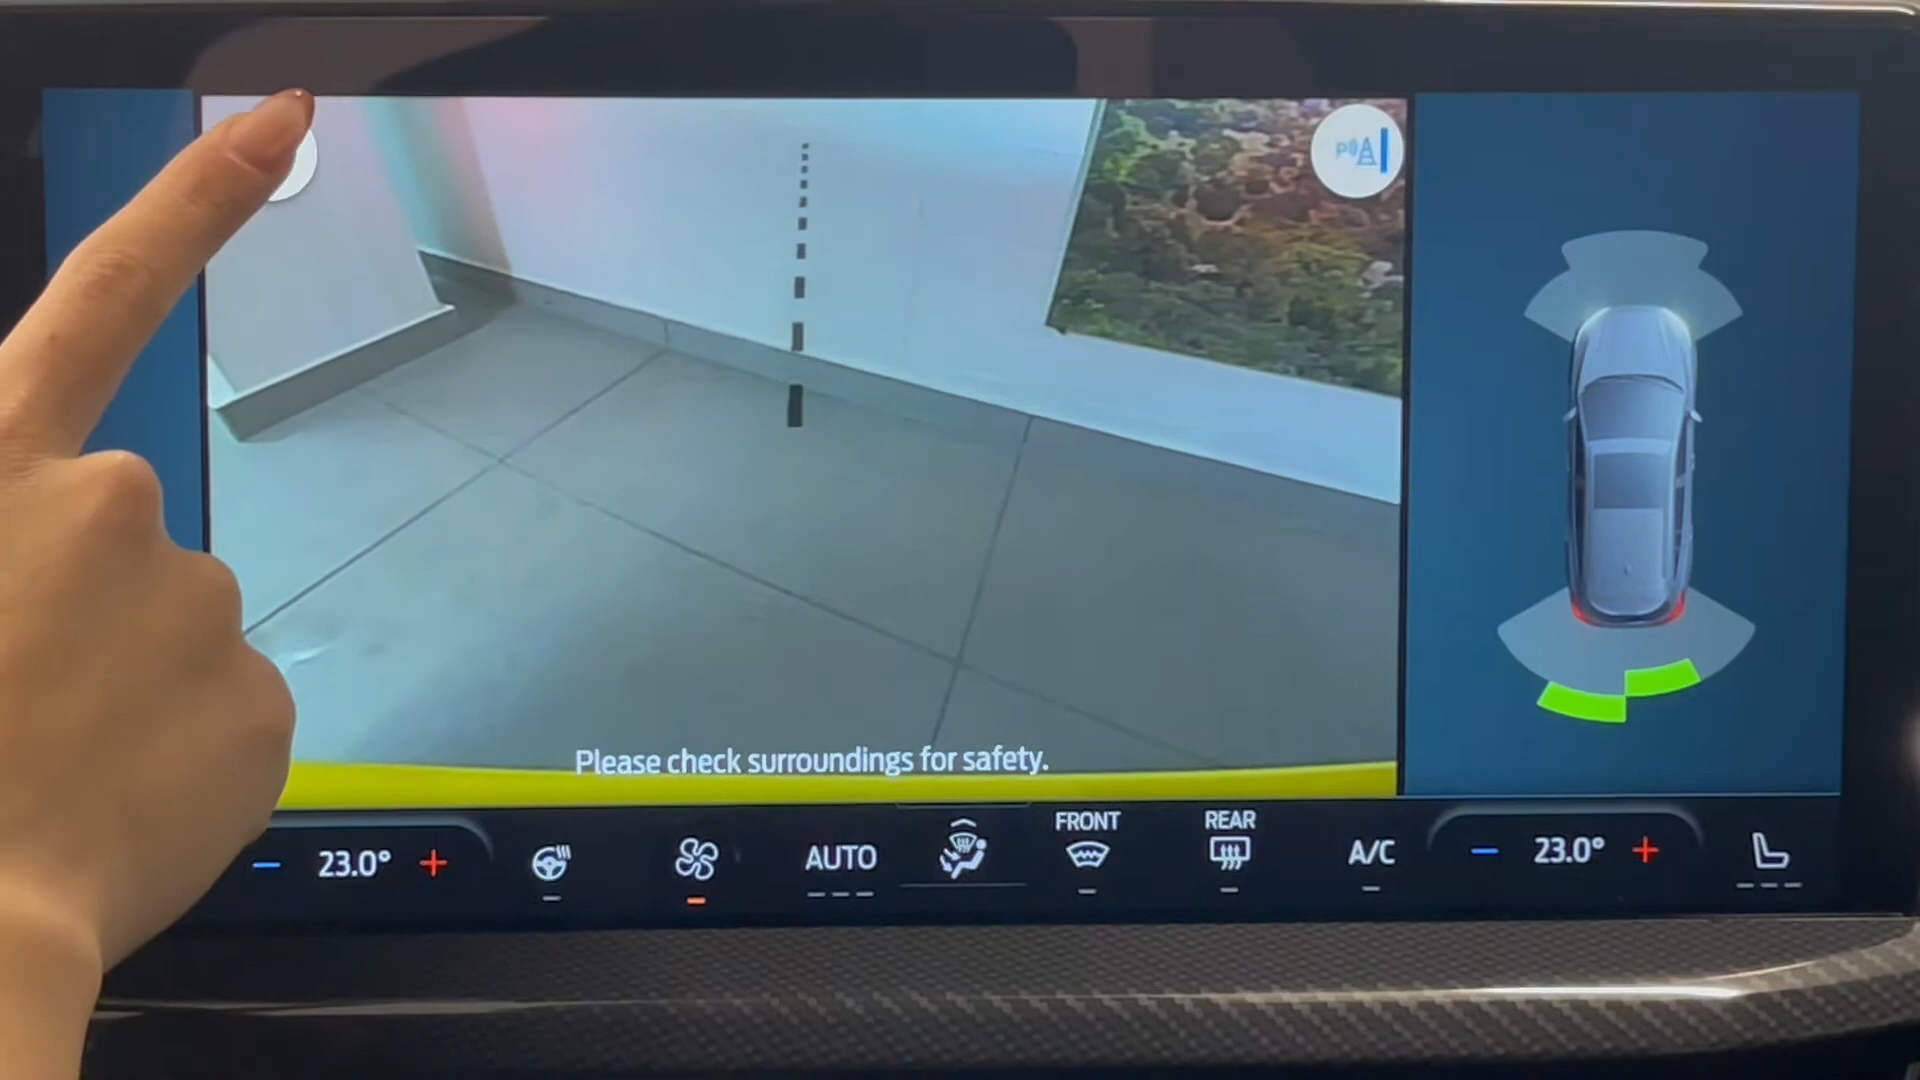 P
Please check surroundings for safety.
23.0°
AUTO
FRONT
REAR
A/C
23.0°